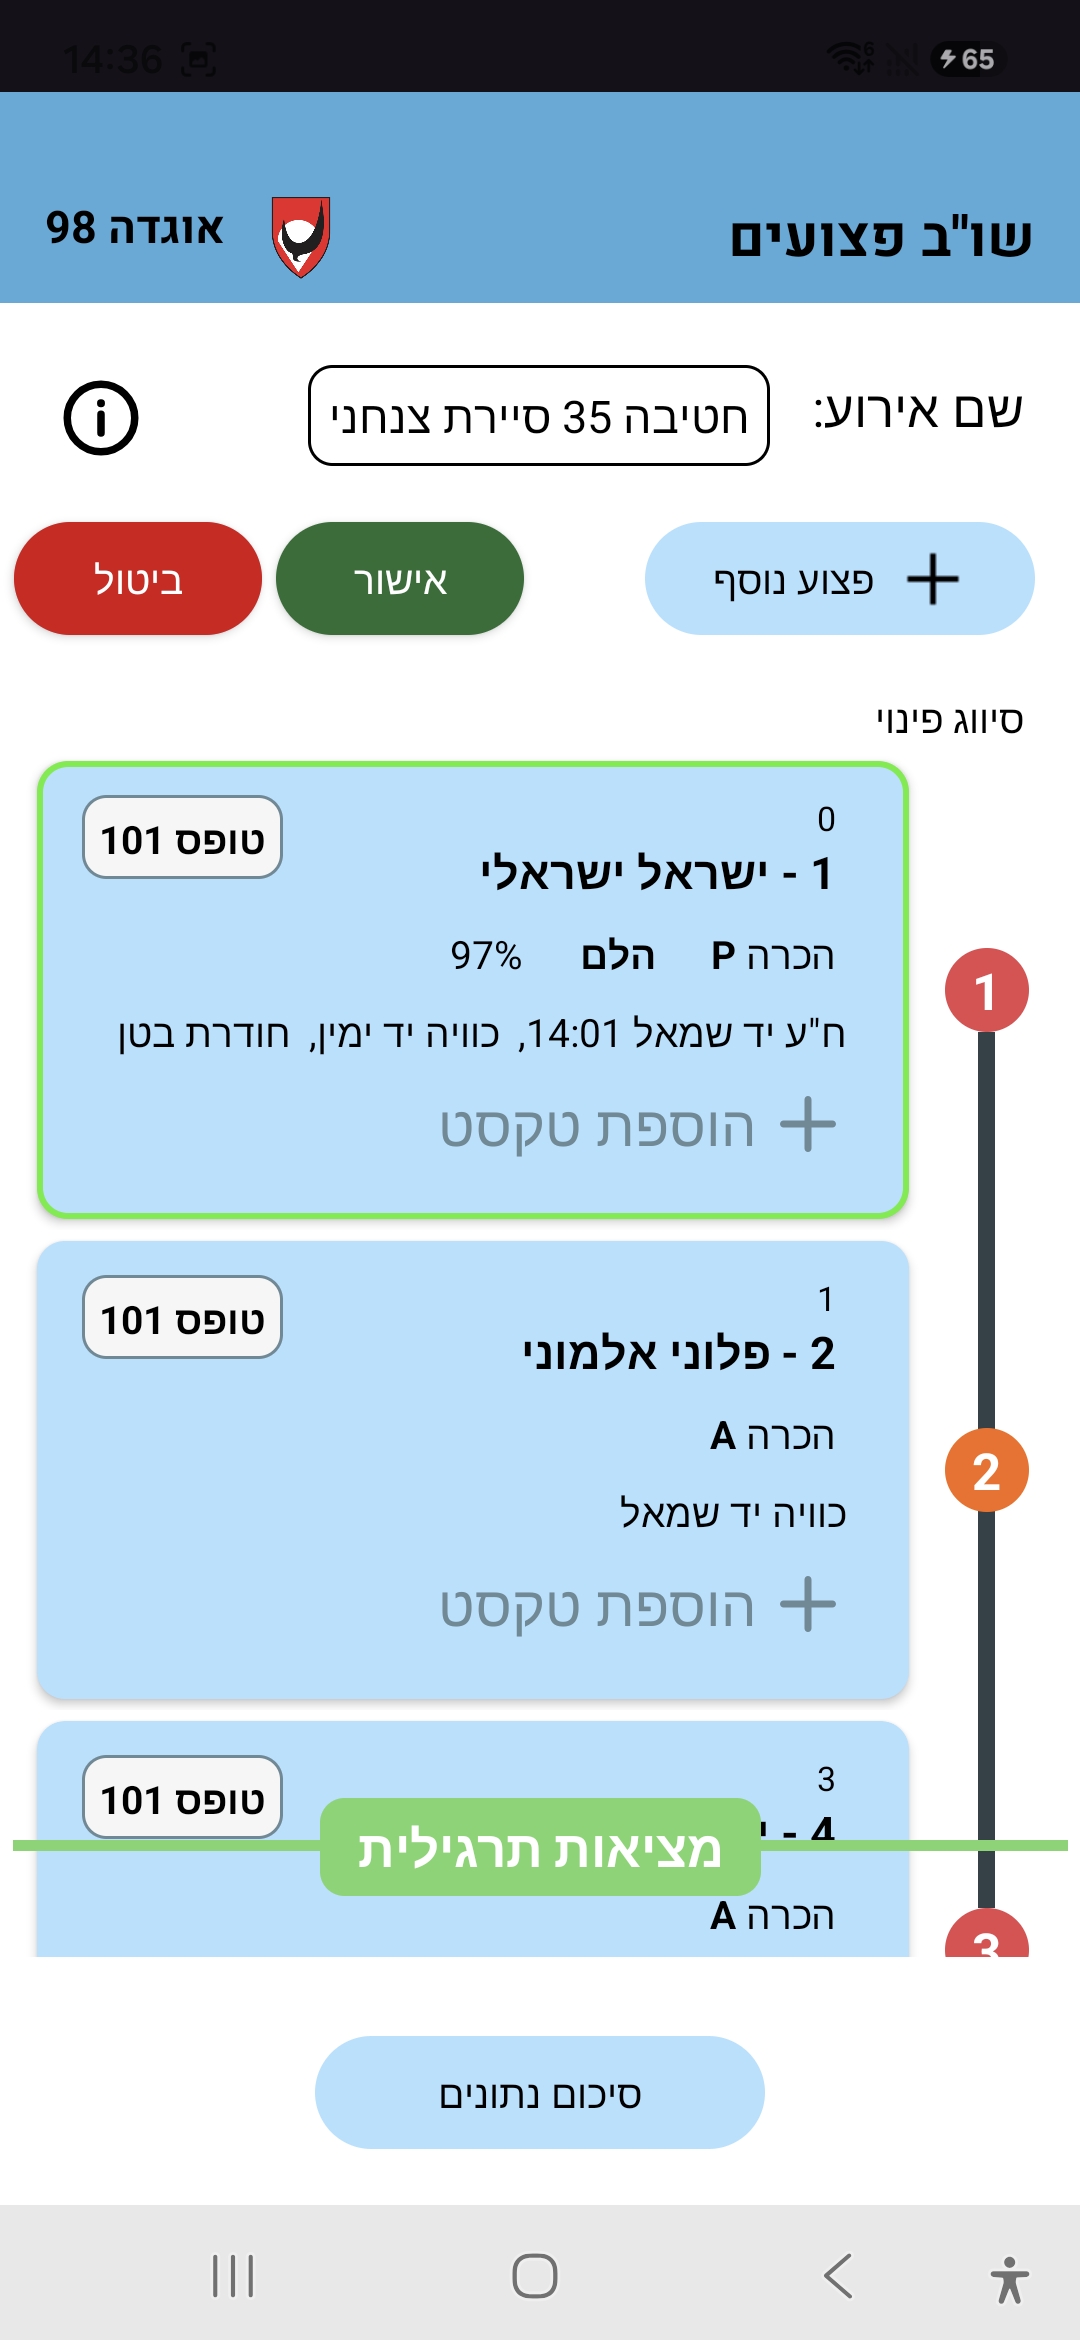 14:36
6
65
שו"ב פצועים
אוגדה 98
שם אירוע:
חטיבה 35 סיירת צנחני
פצוע נוסף
אישור
ביטול
סיווג פינוי
0
טופס 101
1 - ישראל ישראלי
הכרה P הלם 97%
1
ח"ע יד שמאל 14:01, כוויה יד ימין, חודרת בטן
הוספת טקסט
1
טופס 101
2 - פלוני אלמוני
הכרה A
2
כוויה יד שמאל
הוספת טקסט
3
טופס 101
4 - י
מציאות תרגילית
הכרה A
3
סיכום נתונים